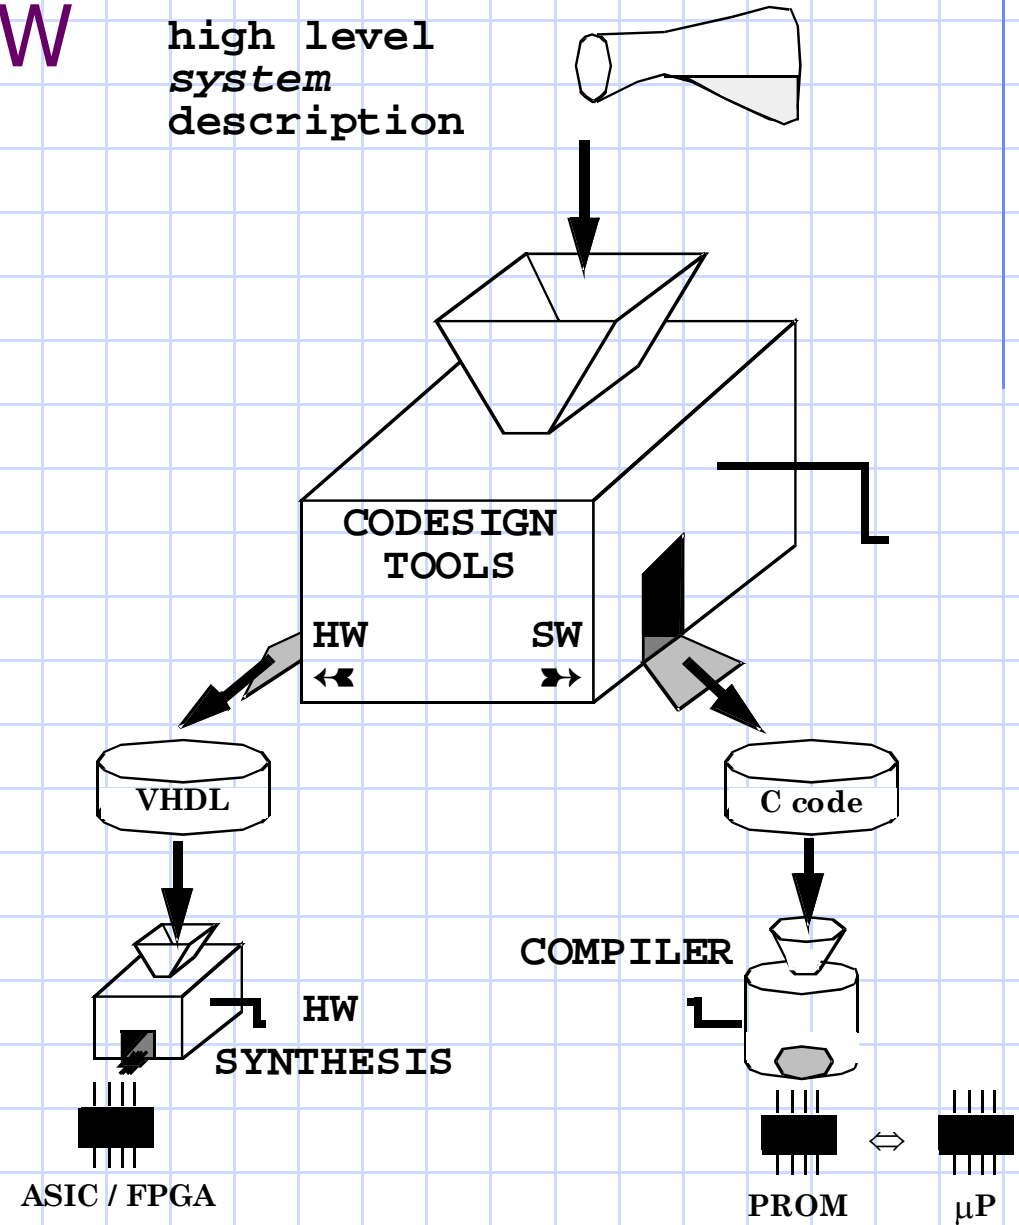 W
high level
system
description
CODESIGN
TOOLS
HW SW
VHDL
C code
COMPILER
HW
SYNTHESIS
⇔
ASIC / FPGA
PROM
μP